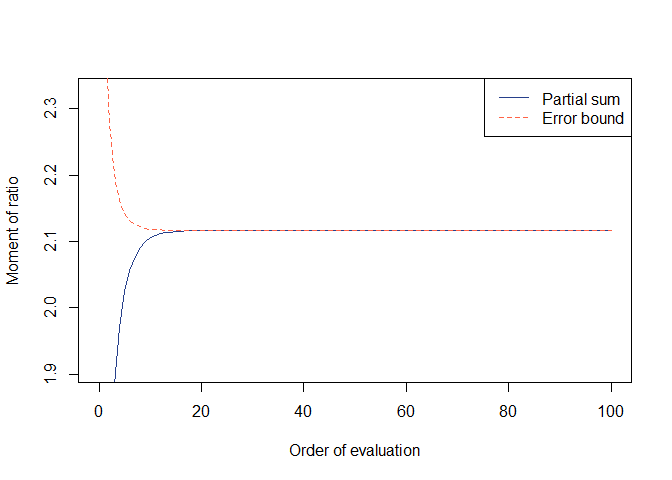 Partial sum
Error bound
Moment of ratio
2.3
2.2
2.1
2.0
1.9
0 20 40 60 80 100
Order of evaluation